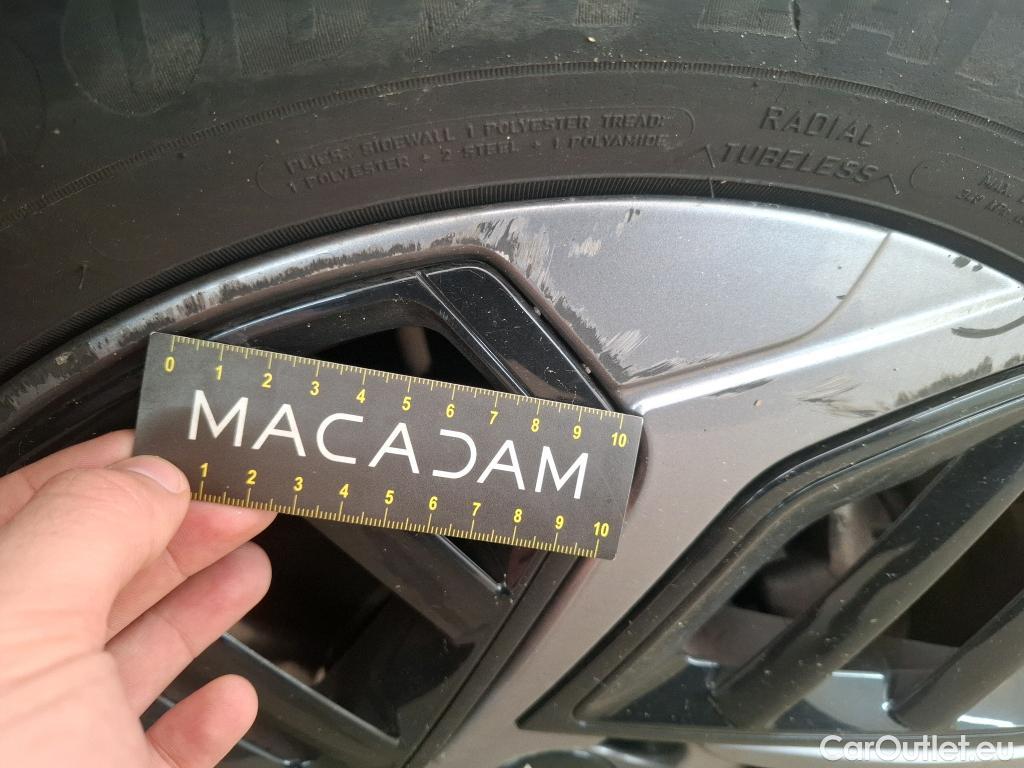 PLIES: SIDEWALL 1 POLYESTER TREAD:
1 POLYESTER + 2 STEEL + 1 POLYAMIDE
RADIAL
TUBELESS
MAX.
0 1 2 3 4 5 6 7 8 9 10
MACADAM
1 2 3 4 5 6 7 8 9 10
CarOutlet.eu